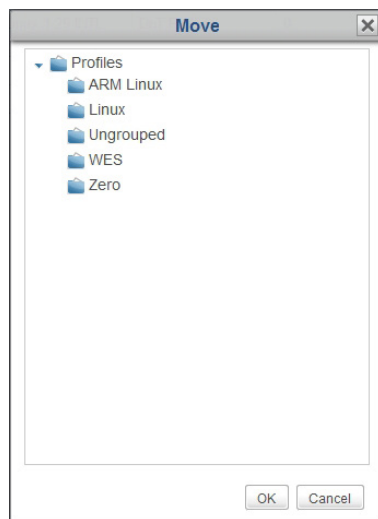 Move
Profiles
ARM Linux
Linux
Ungrouped
WES
Zero
OK Cancel